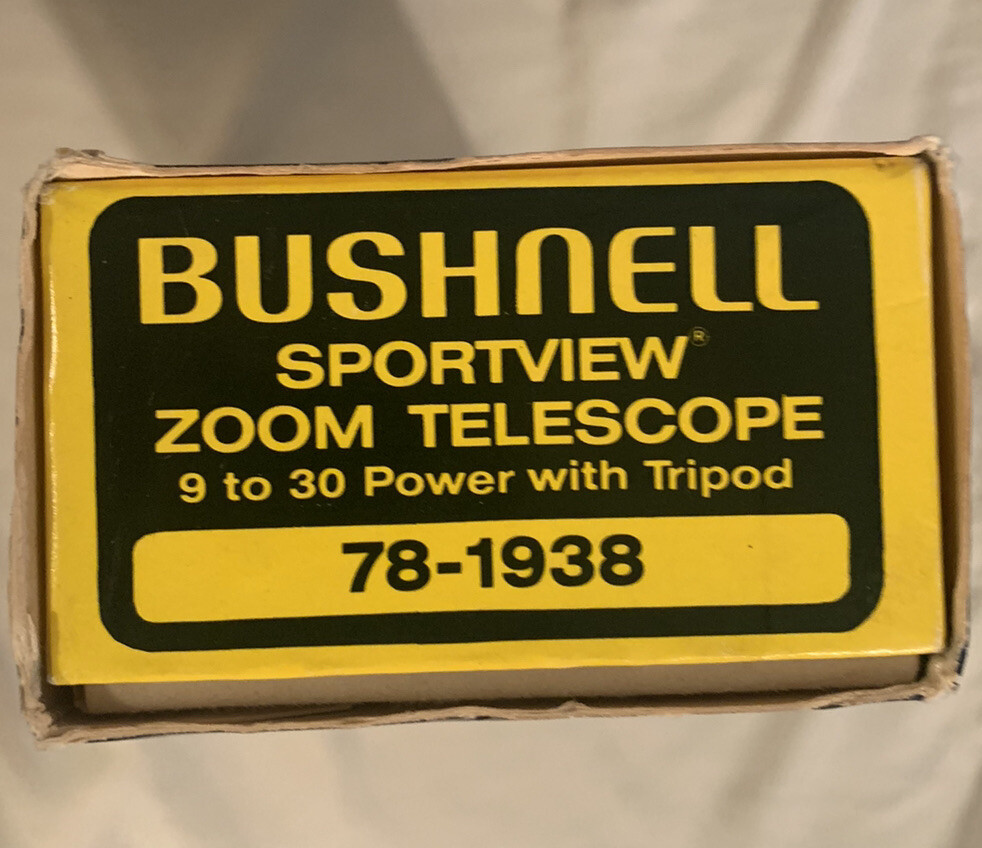 BUSHNELL
SPORTVIEW®
ZOOM TELESCOPE
9 to 30 Power with Tripod
78-1938